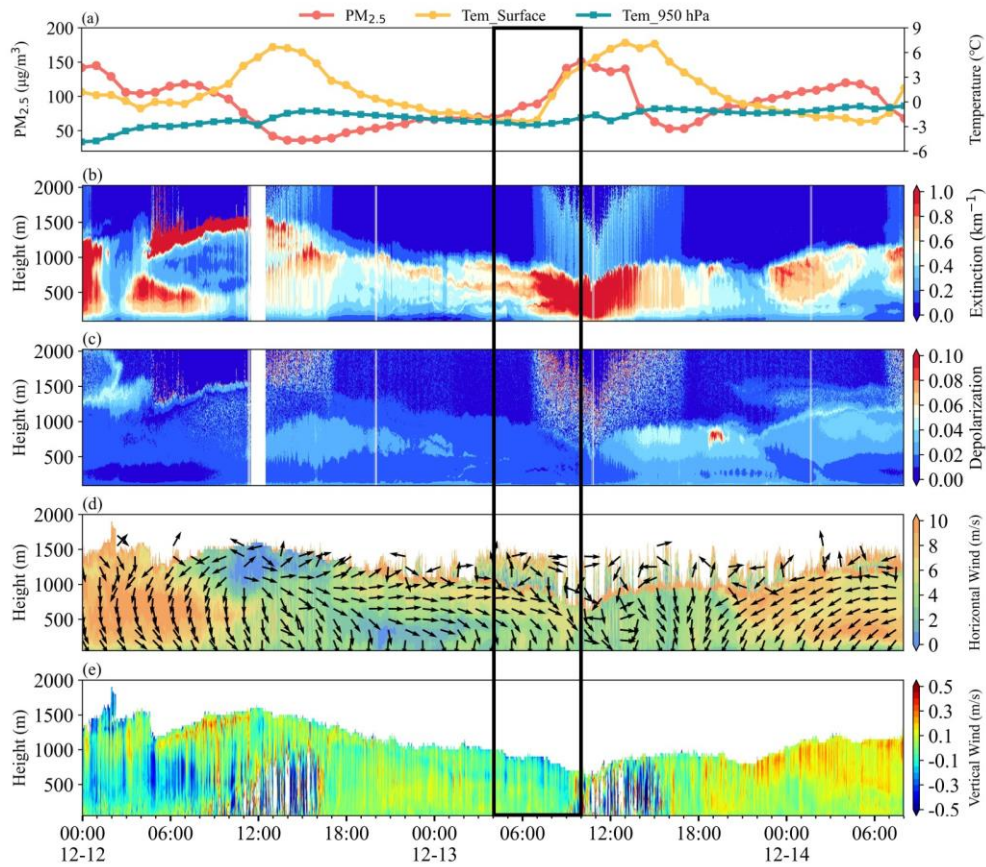 PM2.5 Tem_Surface Tem_950 hPa
(a)
PM2.5 (μg/m³)
200
150
100
50
9
6
3
0
-3
-6
Temperature (℃)
(b)
Height (m)
2000
1500
1000
500
1.0
0.8
0.6
0.4
0.2
0.0
Extinction (km⁻¹)
(c)
Height (m)
2000
1500
1000
500
0.10
0.08
0.06
0.04
0.02
0.00
Depolarization
(d)
Height (m)
2000
1500
1000
500
10
8
6
4
2
0
Horizontal Wind (m/s)
(e)
Height (m)
2000
1500
1000
500
0.5
0.3
0.1
-0.1
-0.3
-0.5
Vertical Wind (m/s)
00:00 06:00 12:00 18:00 00:00 06:00 12:00 18:00 00:00 06:00
12-12 12-13 12-14